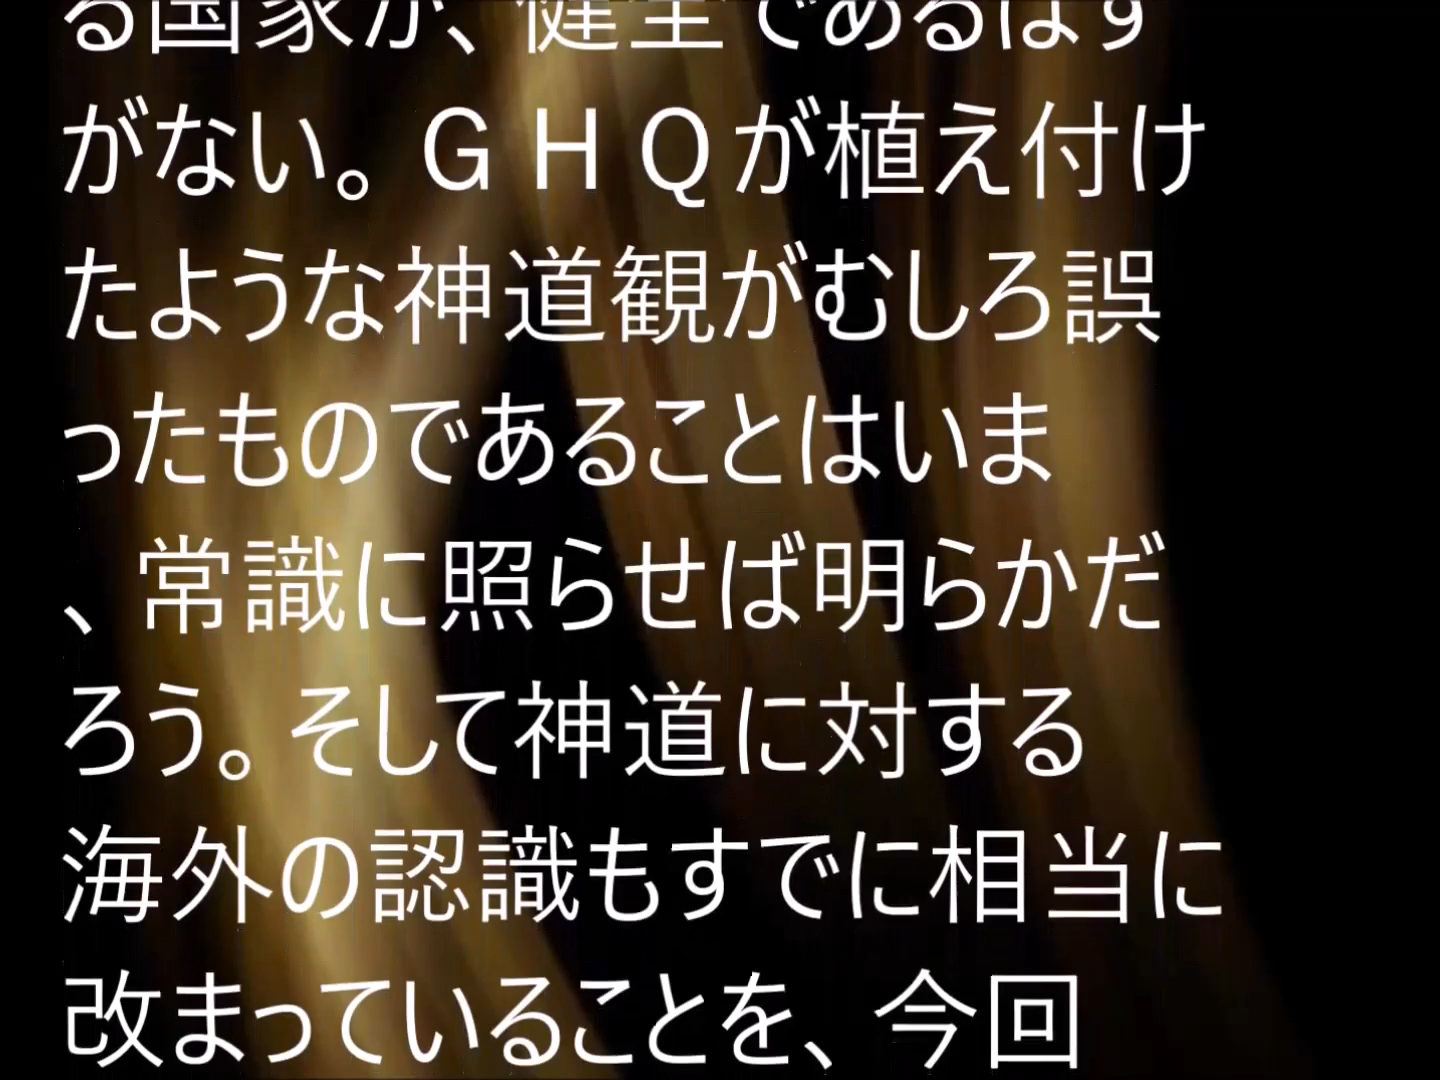 る国家が、健全であるはず
がない。ＧＨＱが植え付け
たような神道観がむしろ誤
ったものであることはいま
、常識に照らせば明らかだ
ろう。そして神道に対する
海外の認識もすでに相当に
改まっていることを、今回